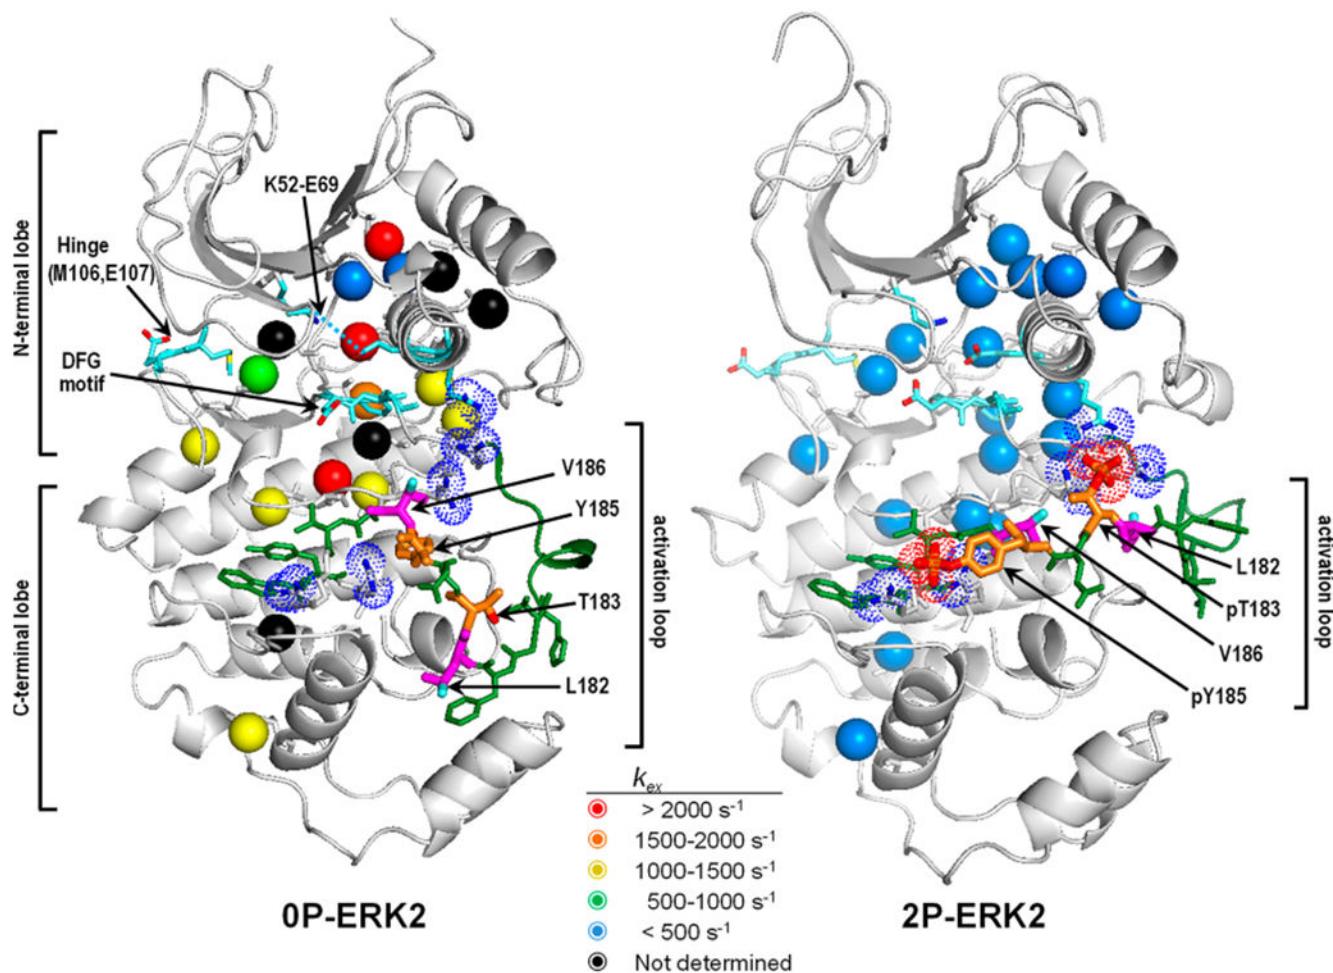 N-terminal lobe
C-terminal lobe
K52-E69
Hinge
(M106,E107)
DFG
motif
V186
Y185
T183
L182
activation loop
L182
pT183
V186
pY185
activation loop
kex
> 2000 s-1
1500-2000 s-1
1000-1500 s-1
500-1000 s-1
< 500 s-1
Not determined
0P-ERK2
2P-ERK2